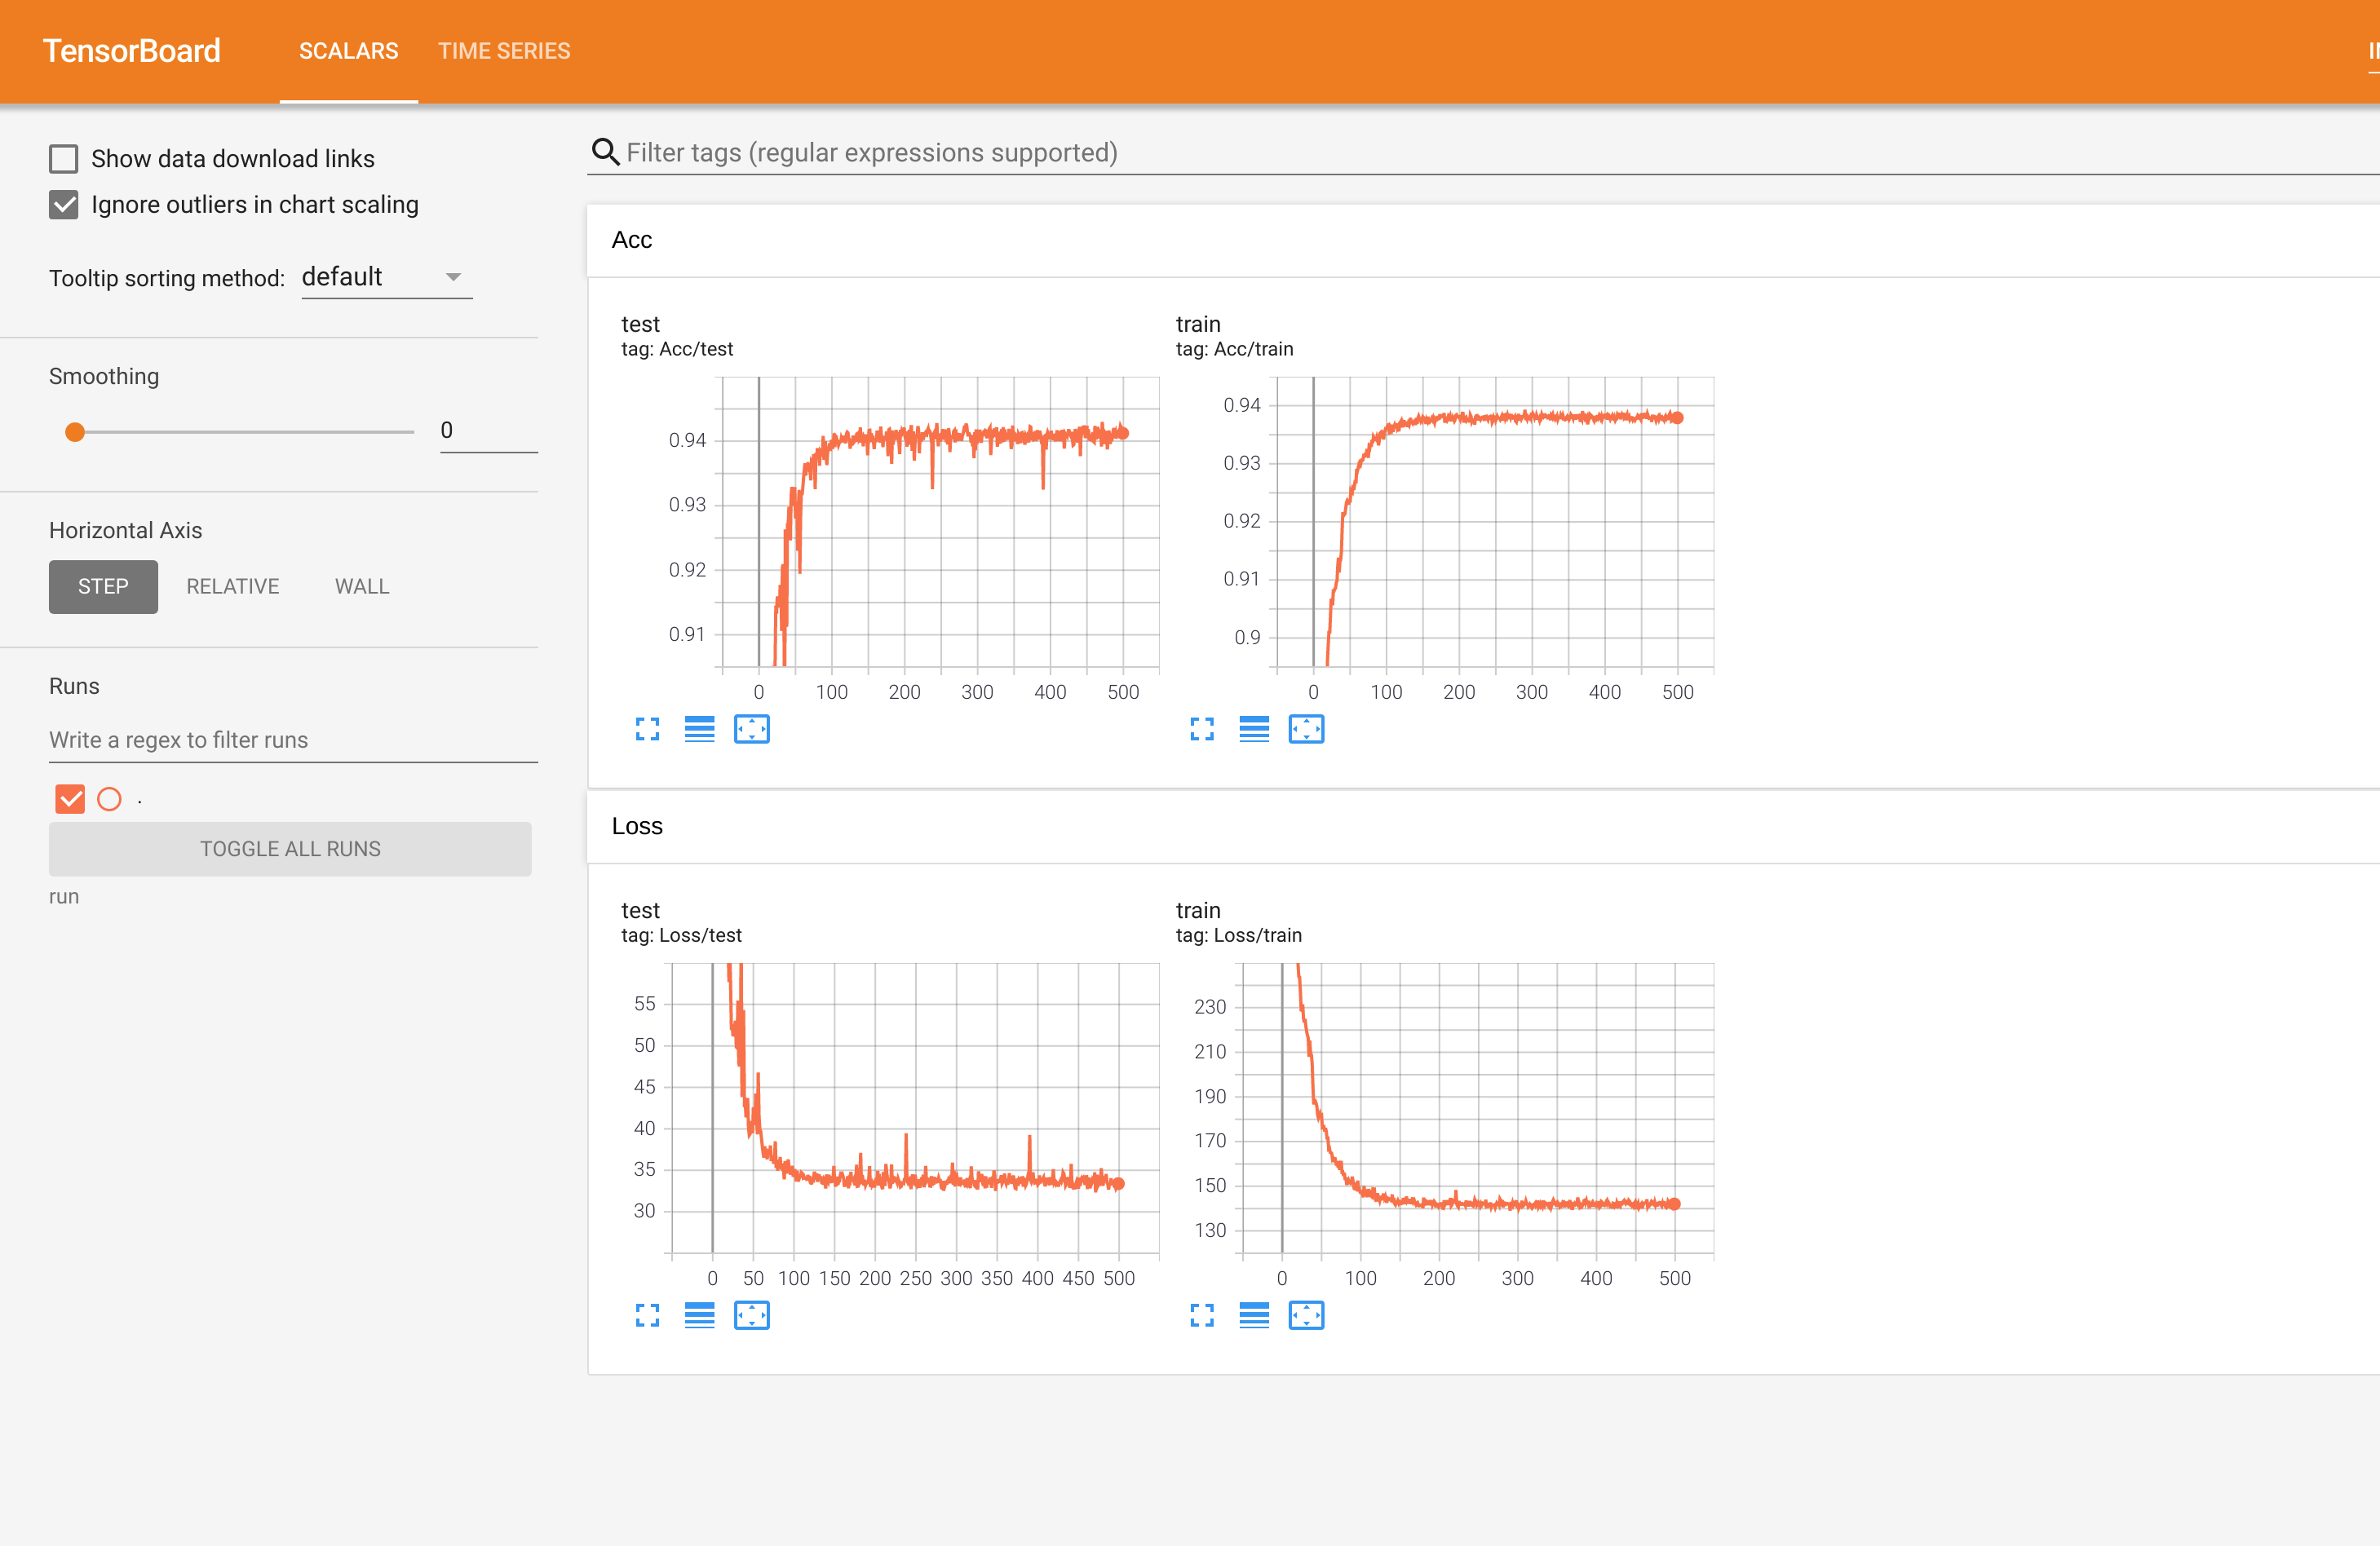 TensorBoard SCALARS TIME SERIES
Show data download links
Ignore outliers in chart scaling
Tooltip sorting method: default
Smoothing
0
Horizontal Axis
STEP RELATIVE WALL
Runs
Write a regex to filter runs
.
TOGGLE ALL RUNS
run
Filter tags (regular expressions supported)
Acc
test
tag: Acc/test
0.94
0.93
0.92
0.91
0 100 200 300 400 500
train
tag: Acc/train
0.94
0.93
0.92
0.91
0.9
0 100 200 300 400 500
Loss
test
tag: Loss/test
55
50
45
40
35
30
0 50 100 150 200 250 300 350 400 450 500
train
tag: Loss/train
230
210
190
170
150
130
0 100 200 300 400 500